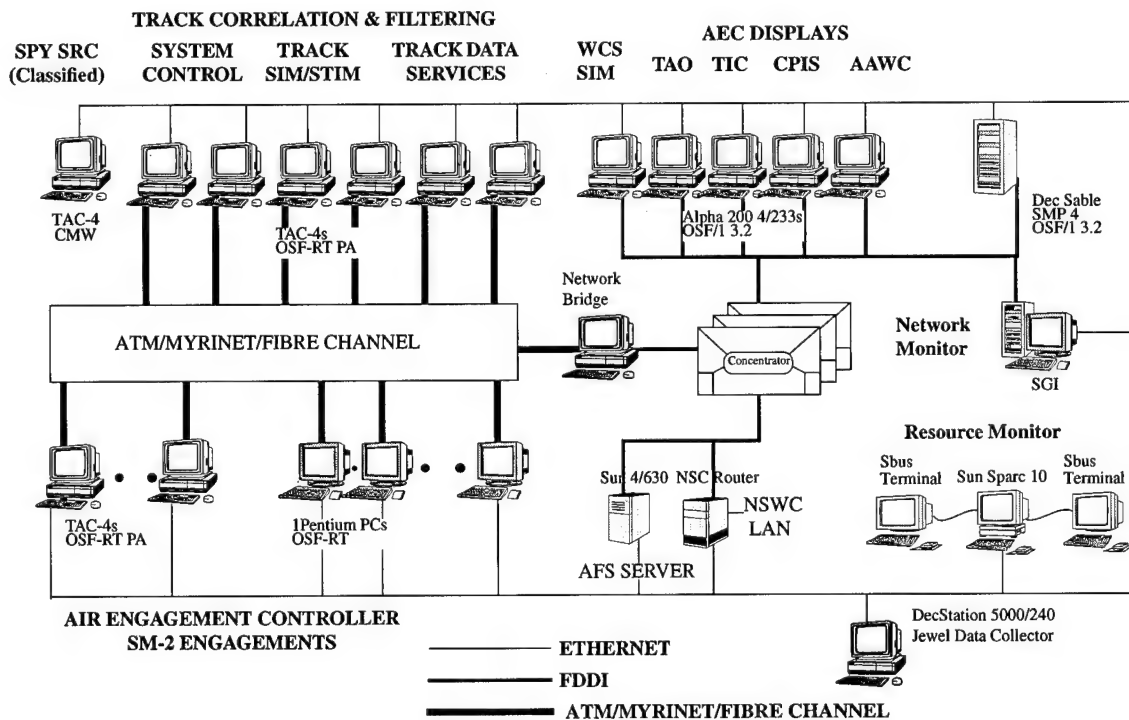 TRACK CORRELATION & FILTERING
AEC DISPLAYS
SPY SRC
(Classified)
SYSTEM
CONTROL
TRACK
SIM/STIM
TRACK DATA
SERVICES
WCS
SIM
TAO
TIC
CPIS
AAWC
TAC-4
CMW
TAC-4s
OSF-RT PA
Alpha 200 4/233s
OSF/1 3.2
Dec Sable
SMP 4
OSF/1 3.2
Network
Bridge
ATM/MYRINET/FIBRE CHANNEL
Concentrator
Network
Monitor
SGI
Resource Monitor
Sbus
Terminal
Sun Sparc 10
Sbus
Terminal
Sun 4/630
NSC Router
NSWC
LAN
TAC-4s
OSF-RT PA
1Pentium PCs
OSF-RT
AFS SERVER
AIR ENGAGEMENT CONTROLLER
SM-2 ENGAGEMENTS
DecStation 5000/240
Jewel Data Collector
ETHERNET
FDDI
ATM/MYRINET/FIBRE CHANNEL